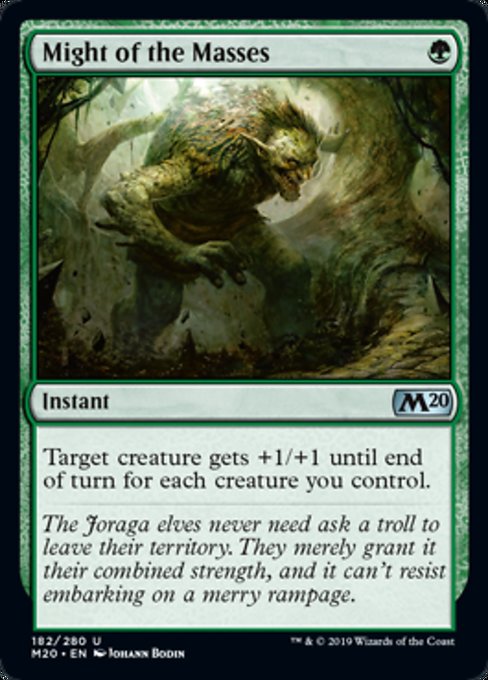 Might of the Masses
Instant
M20
Target creature gets +1/+1 until end
of turn for each creature you control.
The Joraga elves never need ask a troll to
leave their territory. They merely grant it
their combined strength, and it can't resist
embarking on a merry rampage.
182/280 U
M20 • EN Johann Bodin
™ & © 2019 Wizards of the Coast